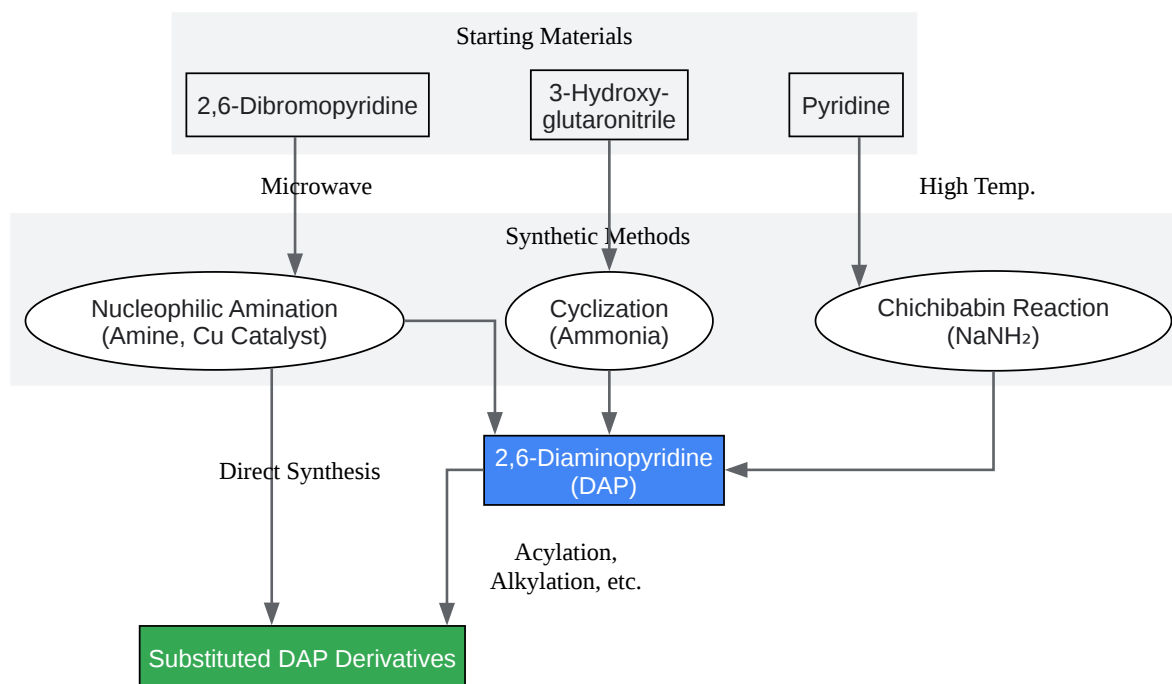 Starting Materials
2,6-Dibromopyridine
3-Hydroxy-
glutaronitrile
Pyridine
Microwave
High Temp.
Synthetic Methods
Nucleophilic Amination
(Amine, Cu Catalyst)
Cyclization
(Ammonia)
Chichibabin Reaction
(NaNH₂)
Direct Synthesis
2,6-Diaminopyridine
(DAP)
Acylation,
Alkylation, etc.
Substituted DAP Derivatives